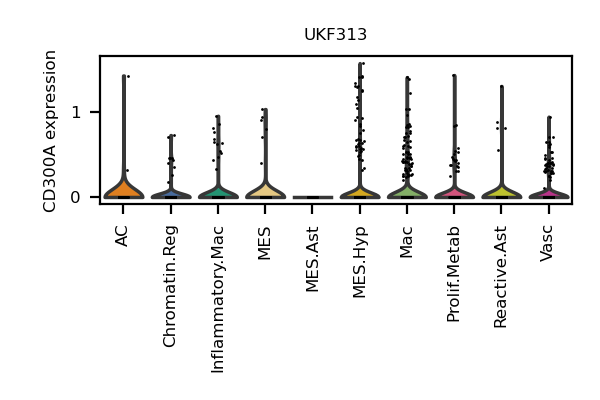 UKF313
CD300A expression
1
0
AC
Chromatin.Reg
Inflammatory.Mac
MES
MES.Ast
MES.Hyp
Mac
Prolif.Metab
Reactive.Ast
Vasc